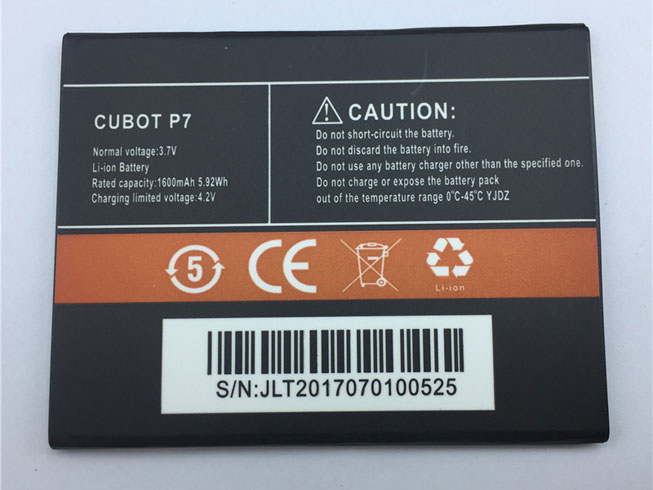 CUBOT P7
Normal voltage:3.7V
Li-ion Battery
Rated capacity:1600mAh 5.92Wh
Charging limited voltage:4.2V
CAUTION:
Do not short-circuit the battery.
Do not discard the battery into fire.
Do not use any battery charger other than the specified one.
Do not charge or expose the battery pack
out of the temperature range 0℃-45℃ YJDZ
5
CE
Li-ion
S/N:JLT2017070100525